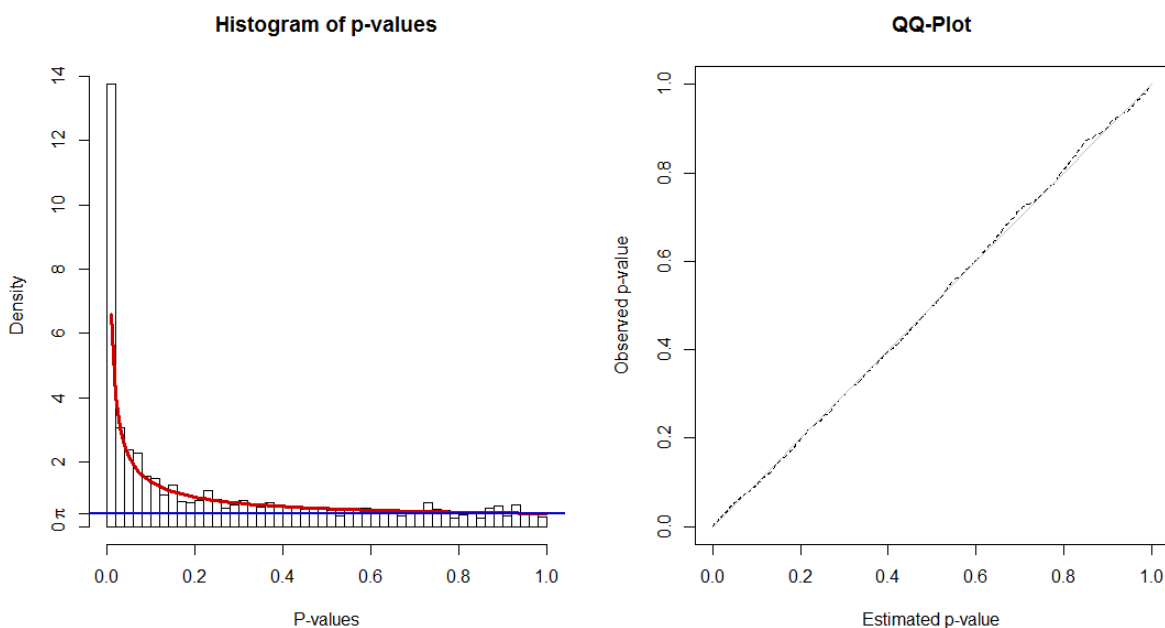 Histogram of p-values
Density
14
12
10
8
6
4
2
π
0
0.0 0.2 0.4 0.6 0.8 1.0
P-values
QQ-Plot
Observed p-value
1.0
0.8
0.6
0.4
0.2
0.0
0.0 0.2 0.4 0.6 0.8 1.0
Estimated p-value